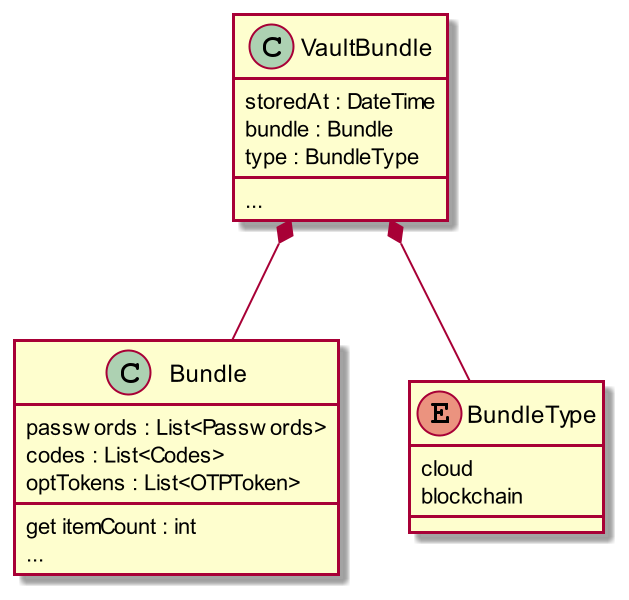 C VaultBundle
storedAt : DateTime
bundle : Bundle
type : BundleType
...
C Bundle
passwords : List<Passwords>
codes : List<Codes>
optTokens : List<OTPToken>
get itemCount : int
...
E BundleType
cloud
blockchain